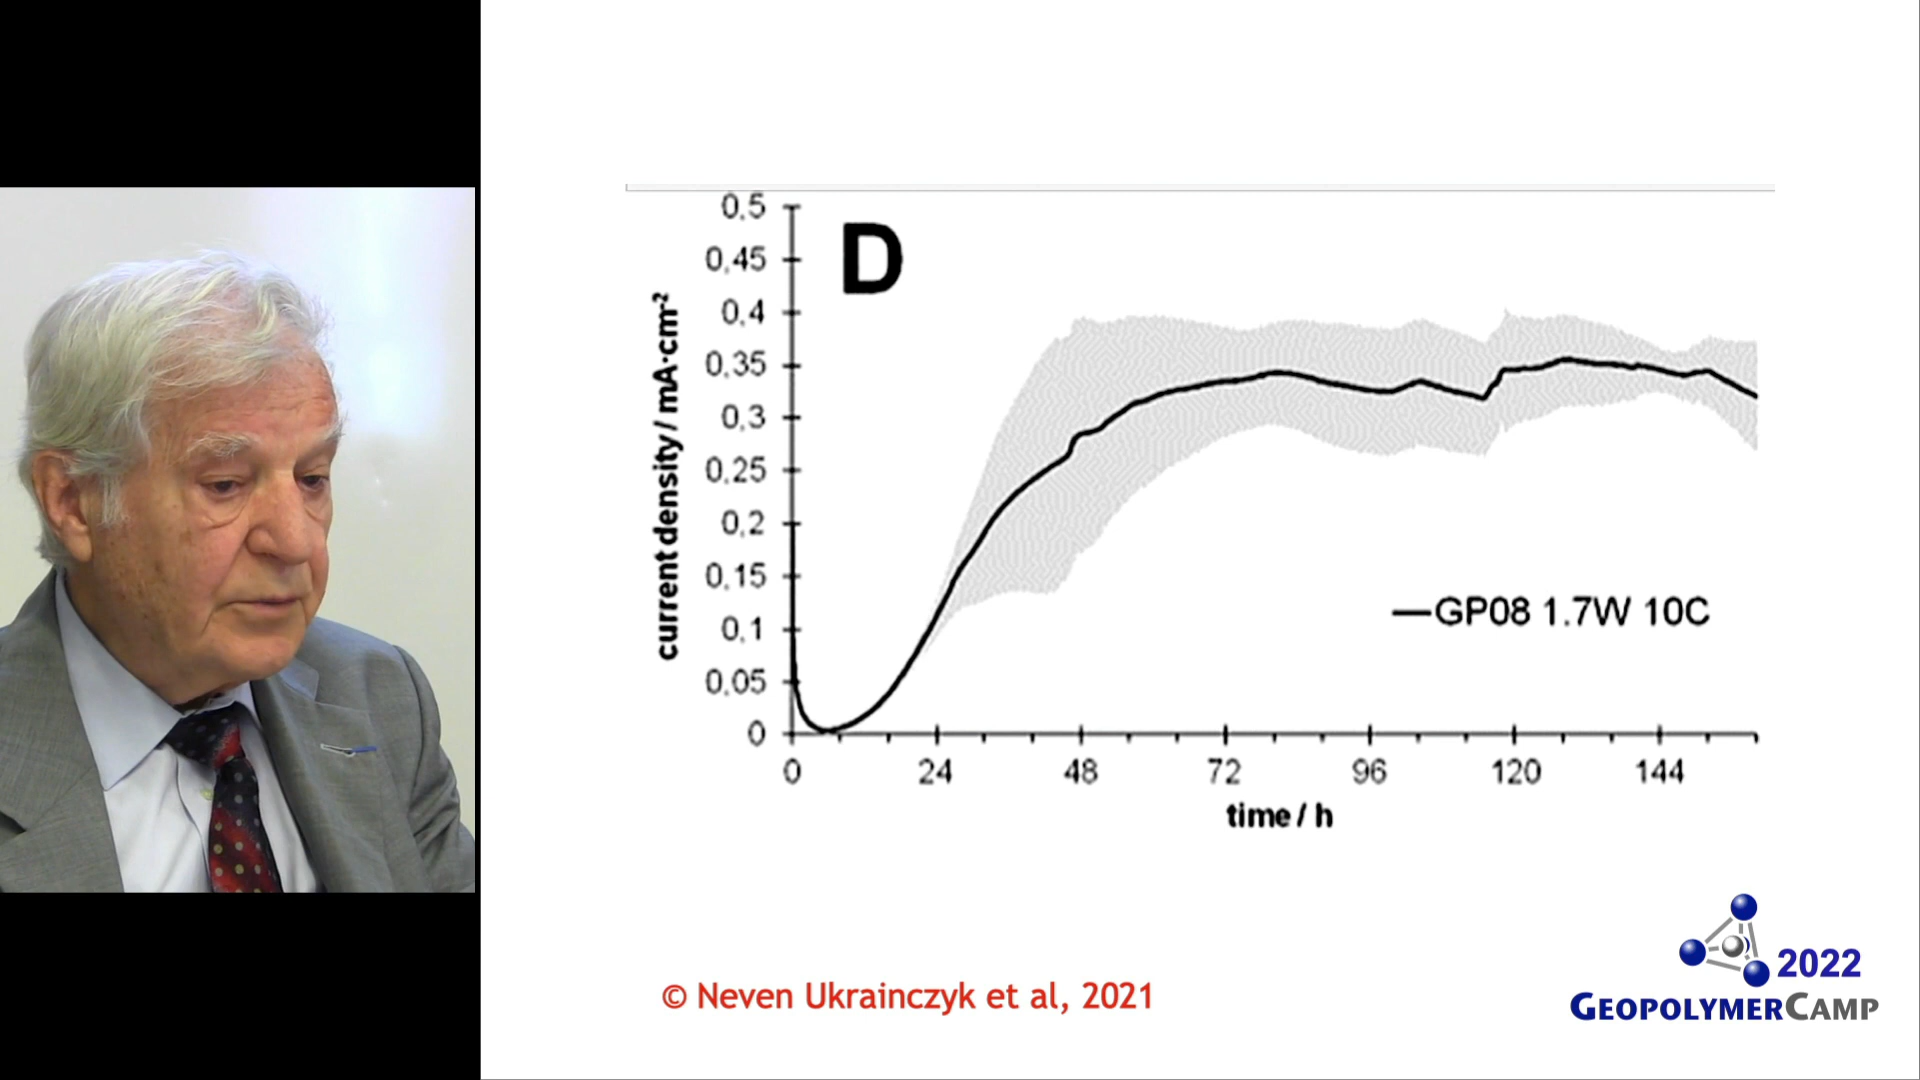 D
0,5
0,45
0,4
0,35
0,3
0,25
0,2
0,15
0,1
0,05
0
current density / mA·cm⁻²
0 24 48 72 96 120 144
time / h
—GP08 1.7W 10C
© Neven Ukrainczyk et al, 2021
2022
GEOPOLYMERCAMP